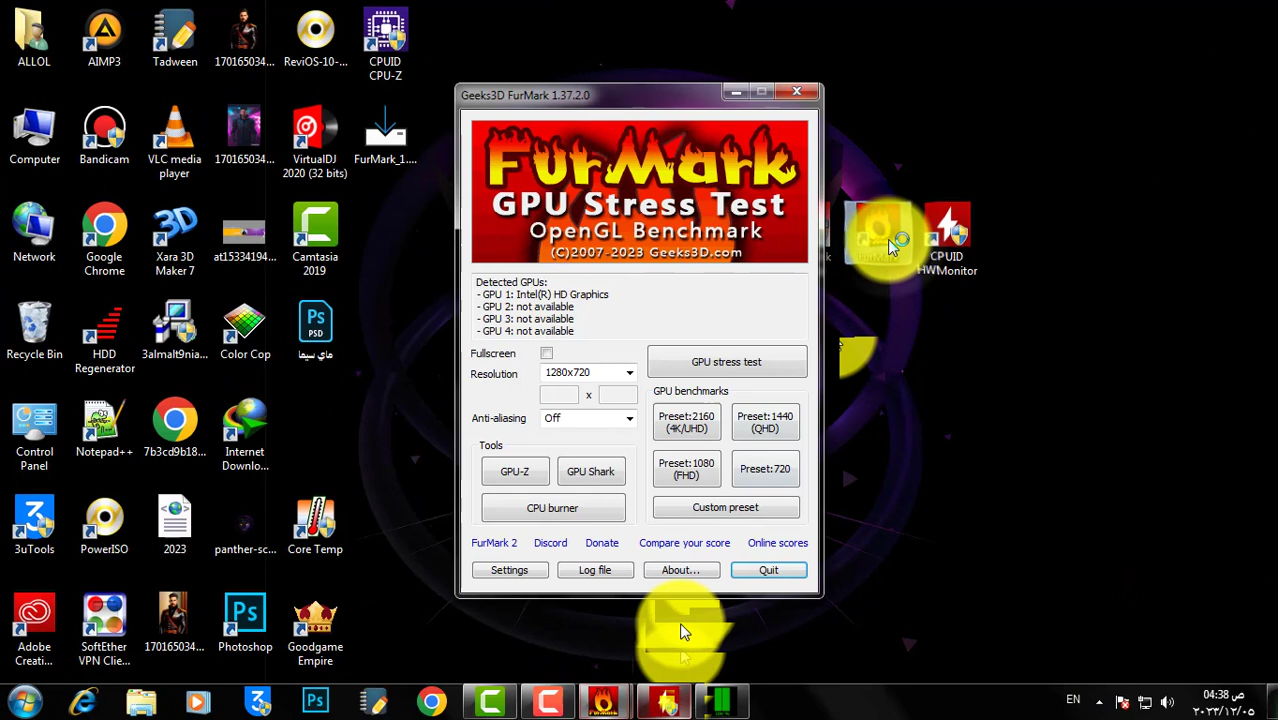 ALLOL
AIMP3
Tadween
170165034...
ReviOS-10-...
CPUID
CPU-Z
Computer
Bandicam
VLC media
player
170165034...
VirtualDJ
2020 (32 bits)
FurMark_1....
Network
Google
Chrome
Xara 3D
Maker 7
at15334194...
Camtasia
2019
Recycle Bin
HDD
Regenerator
3almalt9nia...
Color Cop
Ps
PSD
ماي سيما
Control
Panel
Notepad++
7b3cd9b18...
Internet
Downlo...
3uTools
PowerISO
2023
panther-sc...
Core Temp
Adobe
Creati...
SoftEther
VPN Clie...
170165034...
Photoshop
Goodgame
Empire
Geeks3D FurMark 1.37.2.0
FurMark
GPU Stress Test
OpenGL Benchmark
(C)2007-2023 Geeks3D.com
Detected GPUs:
- GPU 1: Intel(R) HD Graphics
- GPU 2: not available
- GPU 3: not available
- GPU 4: not available
Fullscreen
Resolution
1280x720
x
Anti-aliasing
Off
GPU stress test
GPU benchmarks
Preset:2160
(4K/UHD)
Preset:1440
(QHD)
Preset:1080
(FHD)
Preset:720
Custom preset
Tools
GPU-Z
GPU Shark
CPU burner
FurMark 2
Discord
Donate
Compare your score
Online scores
Settings
Log file
About...
Quit
CPUID
HWMonitor
Ps
EN
04:38 ص
٢٠٢٣/١٢/٠٥